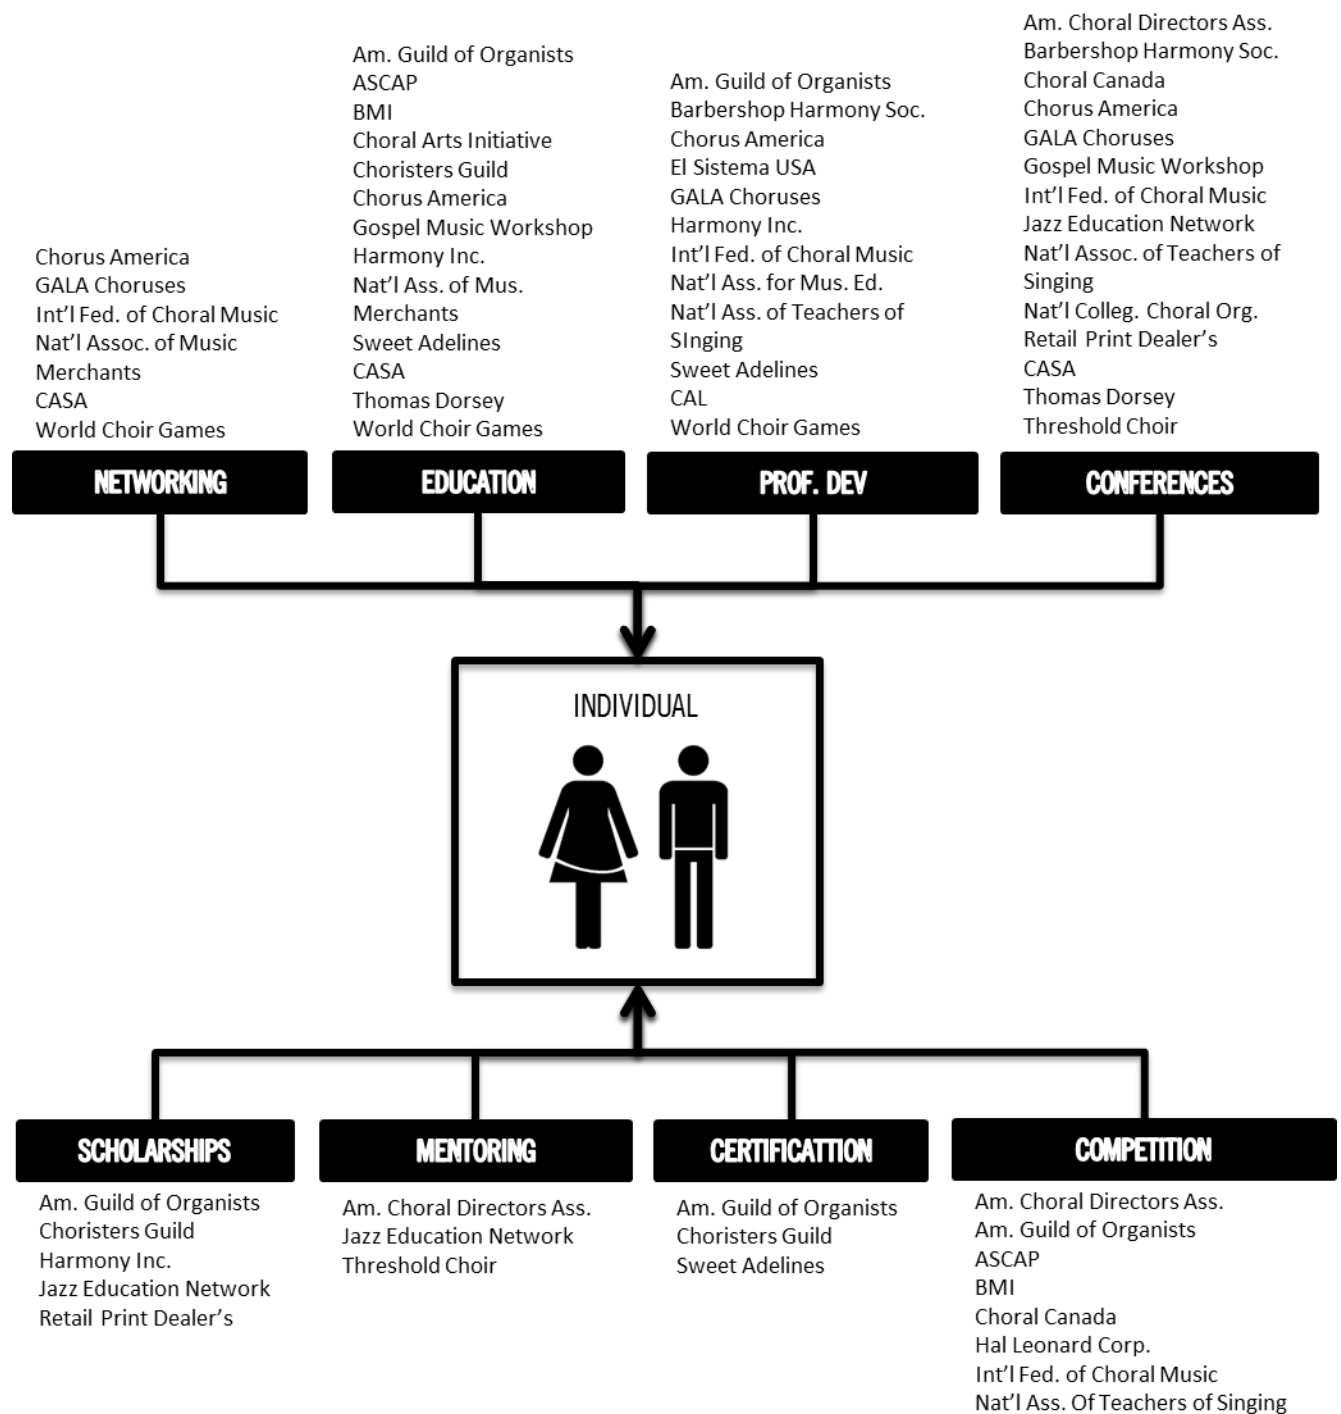 Chorus America
GALA Choruses
Int'l Fed. of Choral Music
Nat'l Assoc. of Music
Merchants
CASA
World Choir Games
NETWORKING
Am. Guild of Organists
ASCAP
BMI
Choral Arts Initiative
Choristers Guild
Chorus America
Gospel Music Workshop
Harmony Inc.
Nat'l Ass. of Mus.
Merchants
Sweet Adelines
CASA
Thomas Dorsey
World Choir Games
EDUCATION
Am. Guild of Organists
Barbershop Harmony Soc.
Chorus America
El Sistema USA
GALA Choruses
Harmony Inc.
Int'l Fed. of Choral Music
Nat'l Ass. for Mus. Ed.
Nat'l Ass. of Teachers of
SInging
Sweet Adelines
CAL
World Choir Games
PROF. DEV
Am. Choral Directors Ass.
Barbershop Harmony Soc.
Choral Canada
Chorus America
GALA Choruses
Gospel Music Workshop
Int'l Fed. of Choral Music
Jazz Education Network
Nat'l Assoc. of Teachers of
Singing
Nat'l Colleg. Choral Org.
Retail Print Dealer's
CASA
Thomas Dorsey
Threshold Choir
CONFERENCES
INDIVIDUAL
SCHOLARSHIPS
Am. Guild of Organists
Choristers Guild
Harmony Inc.
Jazz Education Network
Retail Print Dealer's
MENTORING
Am. Choral Directors Ass.
Jazz Education Network
Threshold Choir
CERTIFICATTION
Am. Guild of Organists
Choristers Guild
Sweet Adelines
COMPETITION
Am. Choral Directors Ass.
Am. Guild of Organists
ASCAP
BMI
Choral Canada
Hal Leonard Corp.
Int'l Fed. of Choral Music
Nat'l Ass. Of Teachers of Singing